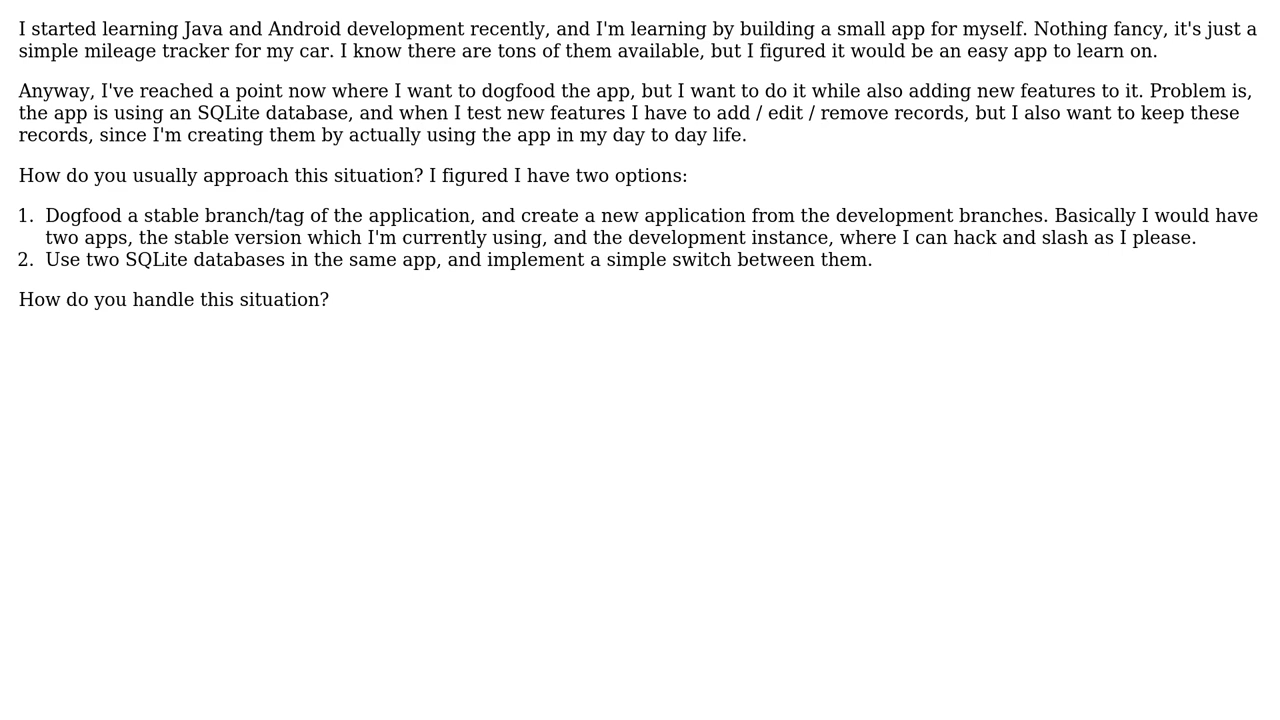 I started learning Java and Android development recently, and I'm learning by building a small app for myself. Nothing fancy, it's just a
simple mileage tracker for my car. I know there are tons of them available, but I figured it would be an easy app to learn on.
Anyway, I've reached a point now where I want to dogfood the app, but I want to do it while also adding new features to it. Problem is,
the app is using an SQLite database, and when I test new features I have to add / edit / remove records, but I also want to keep these
records, since I'm creating them by actually using the app in my day to day life.
How do you usually approach this situation? I figured I have two options:
1. Dogfood a stable branch/tag of the application, and create a new application from the development branches. Basically I would have
two apps, the stable version which I'm currently using, and the development instance, where I can hack and slash as I please.
2. Use two SQLite databases in the same app, and implement a simple switch between them.
How do you handle this situation?